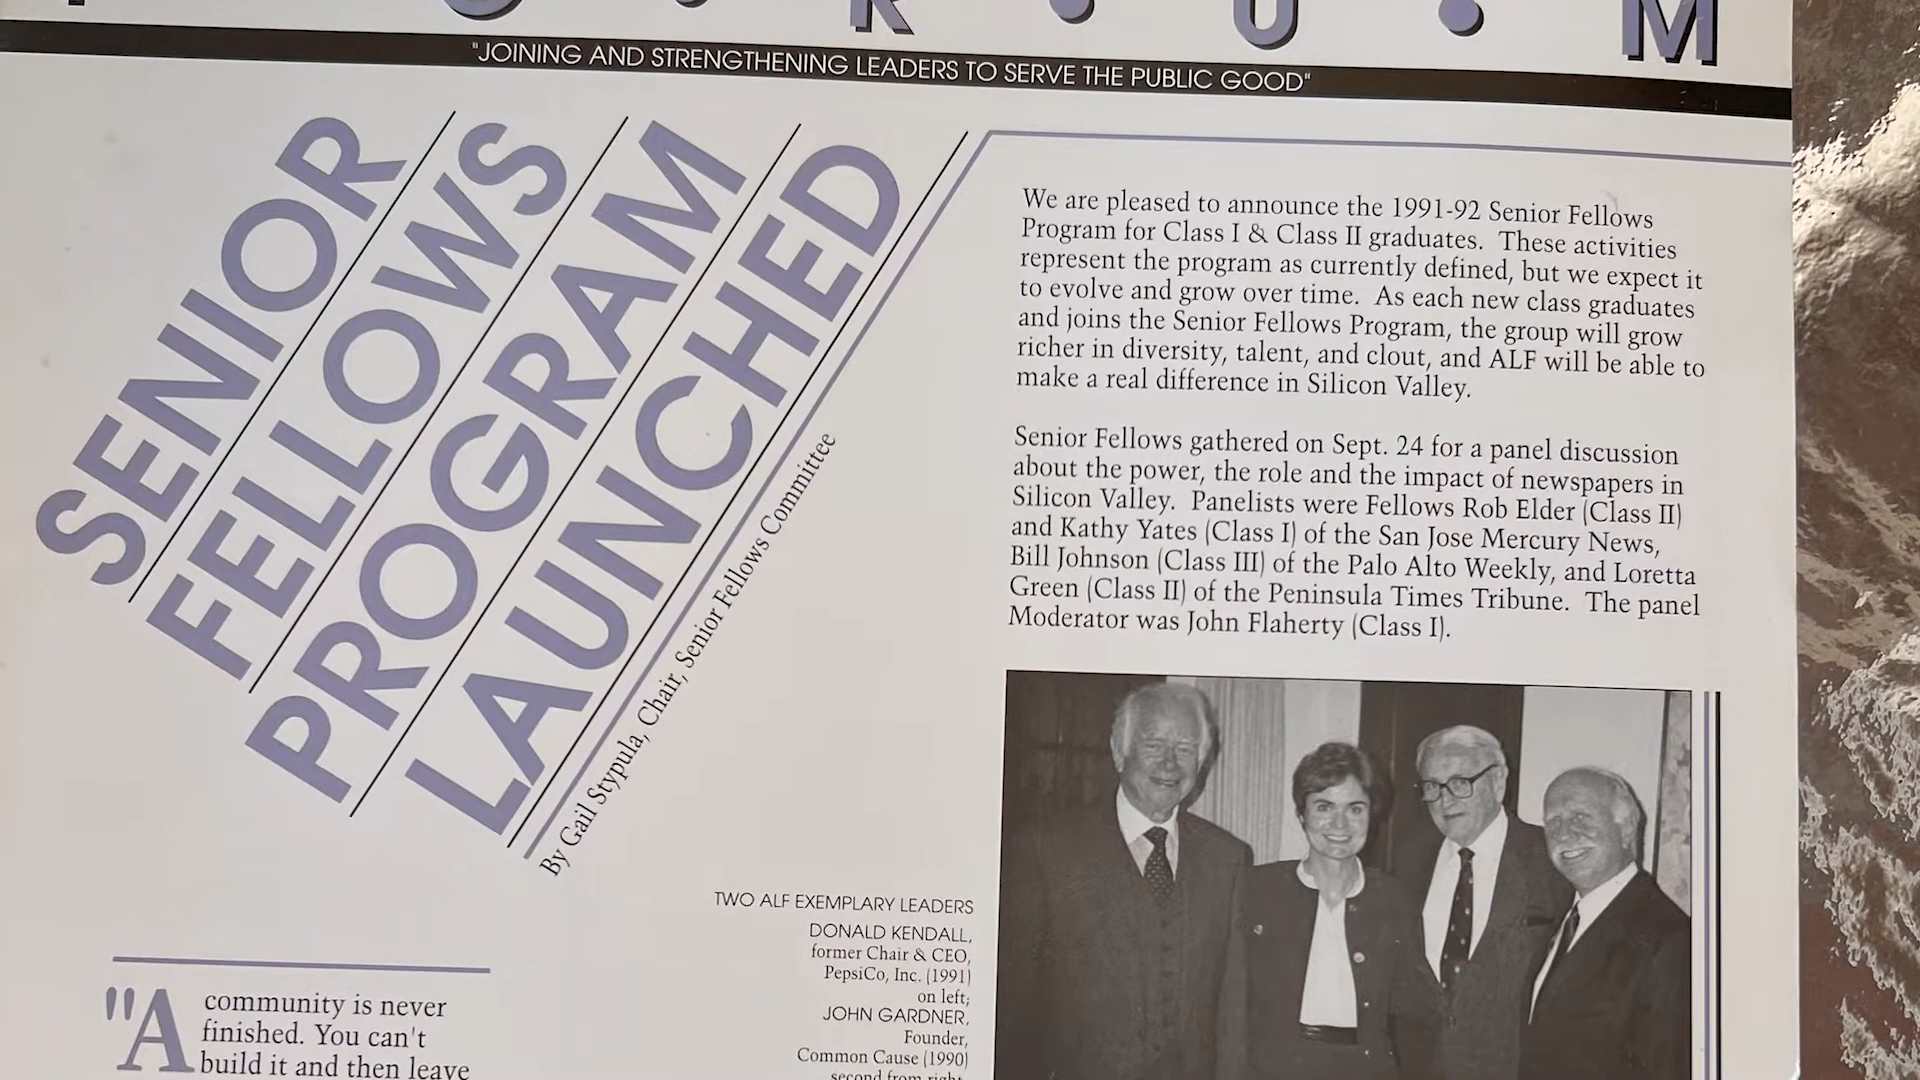 R • U • M
"JOINING AND STRENGTHENING LEADERS TO SERVE THE PUBLIC GOOD"
SENIOR
FELLOWS
PROGRAM
LAUNCHED
By Gail Stypula, Chair, Senior Fellows Committee
We are pleased to announce the 1991-92 Senior Fellows
Program for Class I & Class II graduates. These activities
represent the program as currently defined, but we expect it
to evolve and grow over time. As each new class graduates
and joins the Senior Fellows Program, the group will grow
richer in diversity, talent, and clout, and ALF will be able to
make a real difference in Silicon Valley.
Senior Fellows gathered on Sept. 24 for a panel discussion
about the power, the role and the impact of newspapers in
Silicon Valley. Panelists were Fellows Rob Elder (Class II)
and Kathy Yates (Class I) of the San Jose Mercury News,
Bill Johnson (Class III) of the Palo Alto Weekly, and Loretta
Green (Class II) of the Peninsula Times Tribune. The panel
Moderator was John Flaherty (Class I).
TWO ALF EXEMPLARY LEADERS
DONALD KENDALL,
former Chair & CEO,
PepsiCo, Inc. (1991)
on left;
JOHN GARDNER,
Founder,
Common Cause (1990)
second from right,
"A community is never
finished. You can't
build it and then leave